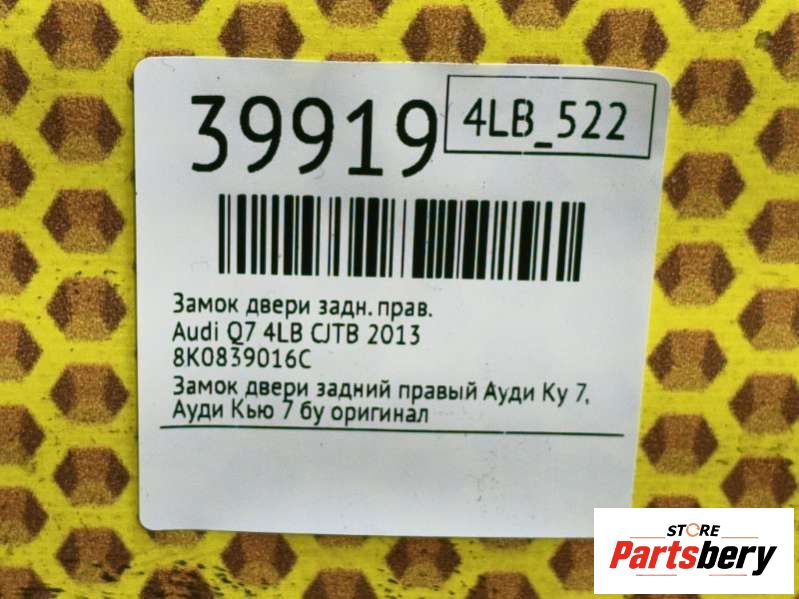 39919
4LB_522
Замок двери задн. прав.
Audi Q7 4LB CJTB 2013
8K0839016C
Замок двери задний правый Ауди Ку 7,
Ауди Кью 7 бу оригинал
STORE
Partsbery